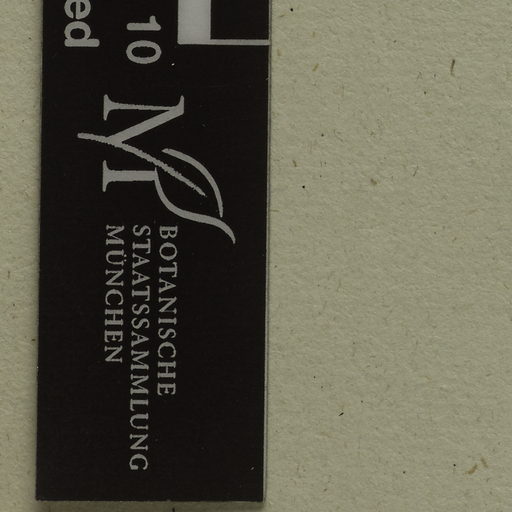 10
ed
M
BOTANISCHE
STAATSSAMMLUNG
MÜNCHEN